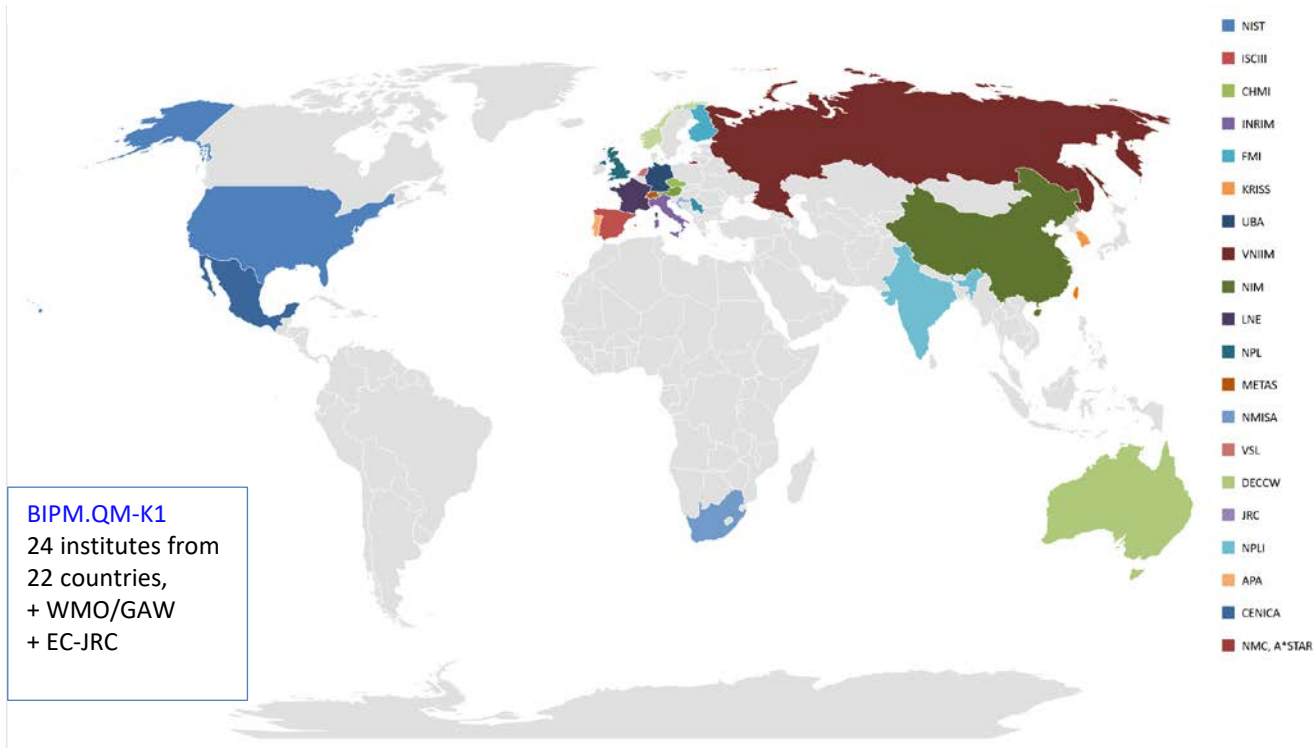 NIST
ISCIII
CHMI
INRIM
FMI
KRISS
UBA
VNIIM
NIM
LNE
NPL
METAS
NMISA
VSL
DECCW
JRC
NPLI
APA
CENICA
NMC, A*STAR
BIPM.QM-K1
24 institutes from
22 countries,
+ WMO/GAW
+ EC-JRC